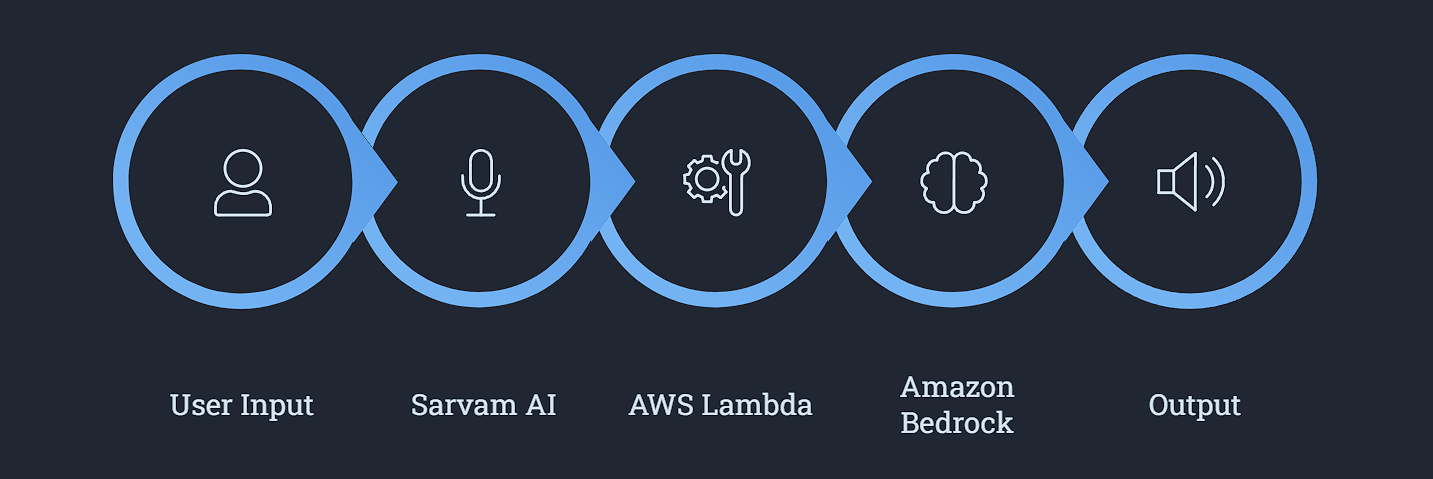 User Input
Sarvam AI
AWS Lambda
Amazon
Bedrock
Output